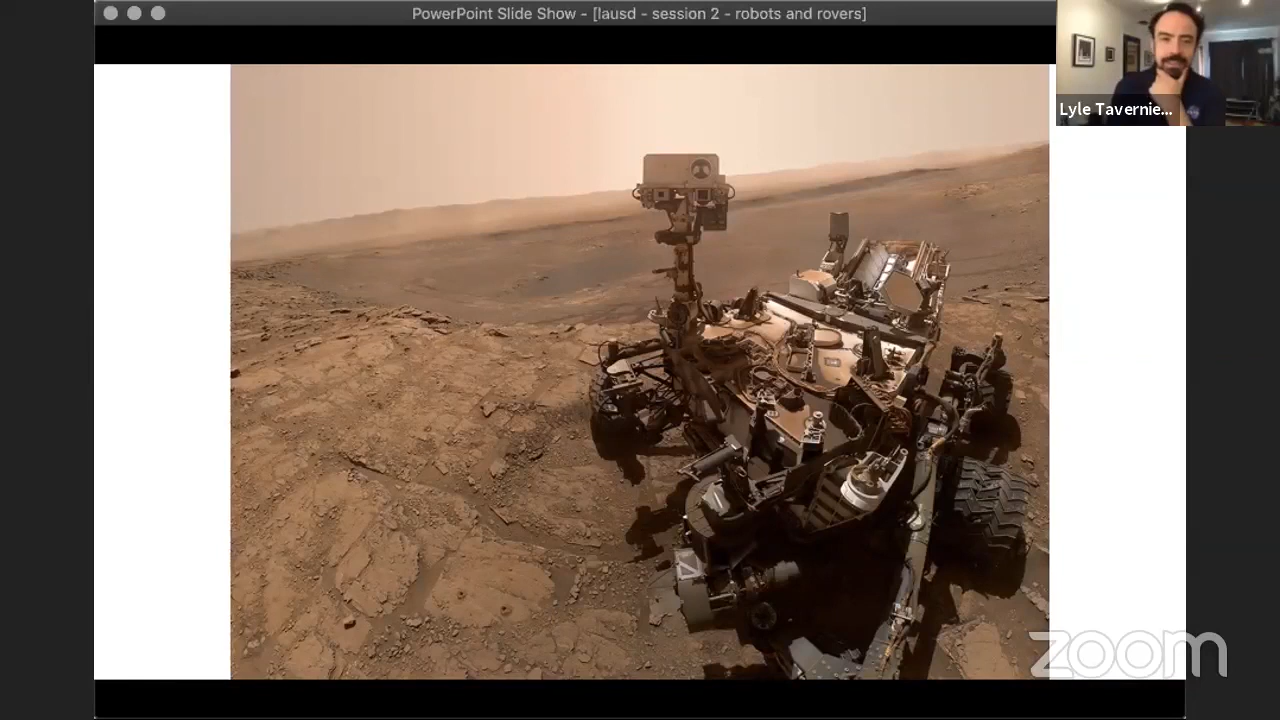 PowerPoint Slide Show - [lausd - session 2 - robots and rovers]
Lyle Tavernie...
zoom